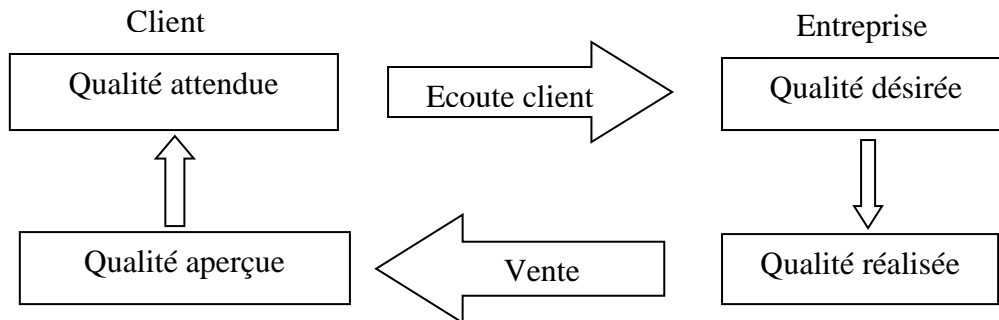 Client
Entreprise
Qualité attendue
Ecoute client
Qualité désirée
Qualité aperçue
Vente
Qualité réalisée